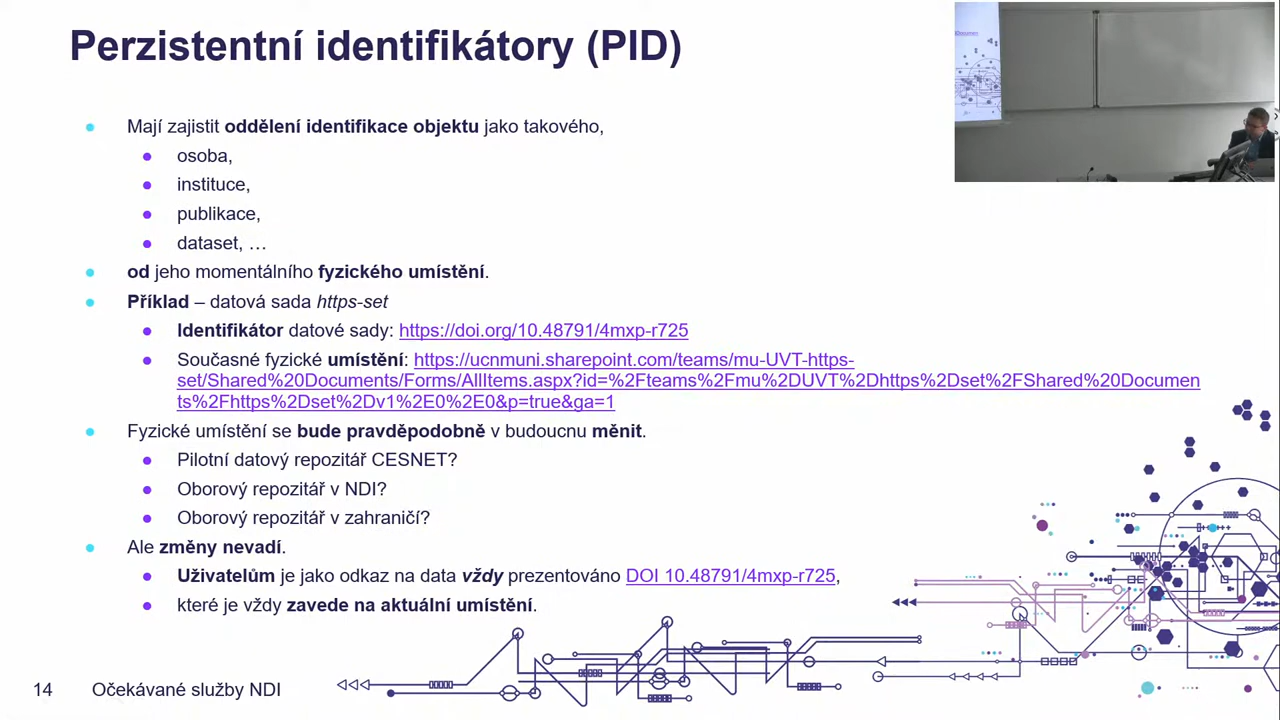 Perzistentní identifikátory (PID)
Mají zajistit oddělení identifikace objektu jako takového,
osoba,
instituce,
publikace,
dataset, …
od jeho momentálního fyzického umístění.
Příklad – datová sada https-set
Identifikátor datové sady: https://doi.org/10.48791/4mxp-r725
Současné fyzické umístění: https://ucnmuni.sharepoint.com/teams/mu-UVT-https-
set/Shared%20Documents/Forms/AllItems.aspx?id=%2Fteams%2Fmu%2DUVT%2Dhttps%2Dset%2FShared%20Documen
ts%2Fhttps%2Dset%2Dv1%2E0%2E0&p=true&ga=1
Fyzické umístění se bude pravděpodobně v budoucnu měnit.
Pilotní datový repozitář CESNET?
Oborový repozitář v NDI?
Oborový repozitář v zahraničí?
Ale změny nevadí.
Uživatelům je jako odkaz na data vždy prezentováno DOI 10.48791/4mxp-r725,
které je vždy zavede na aktuální umístění.
14 Očekávané služby NDI